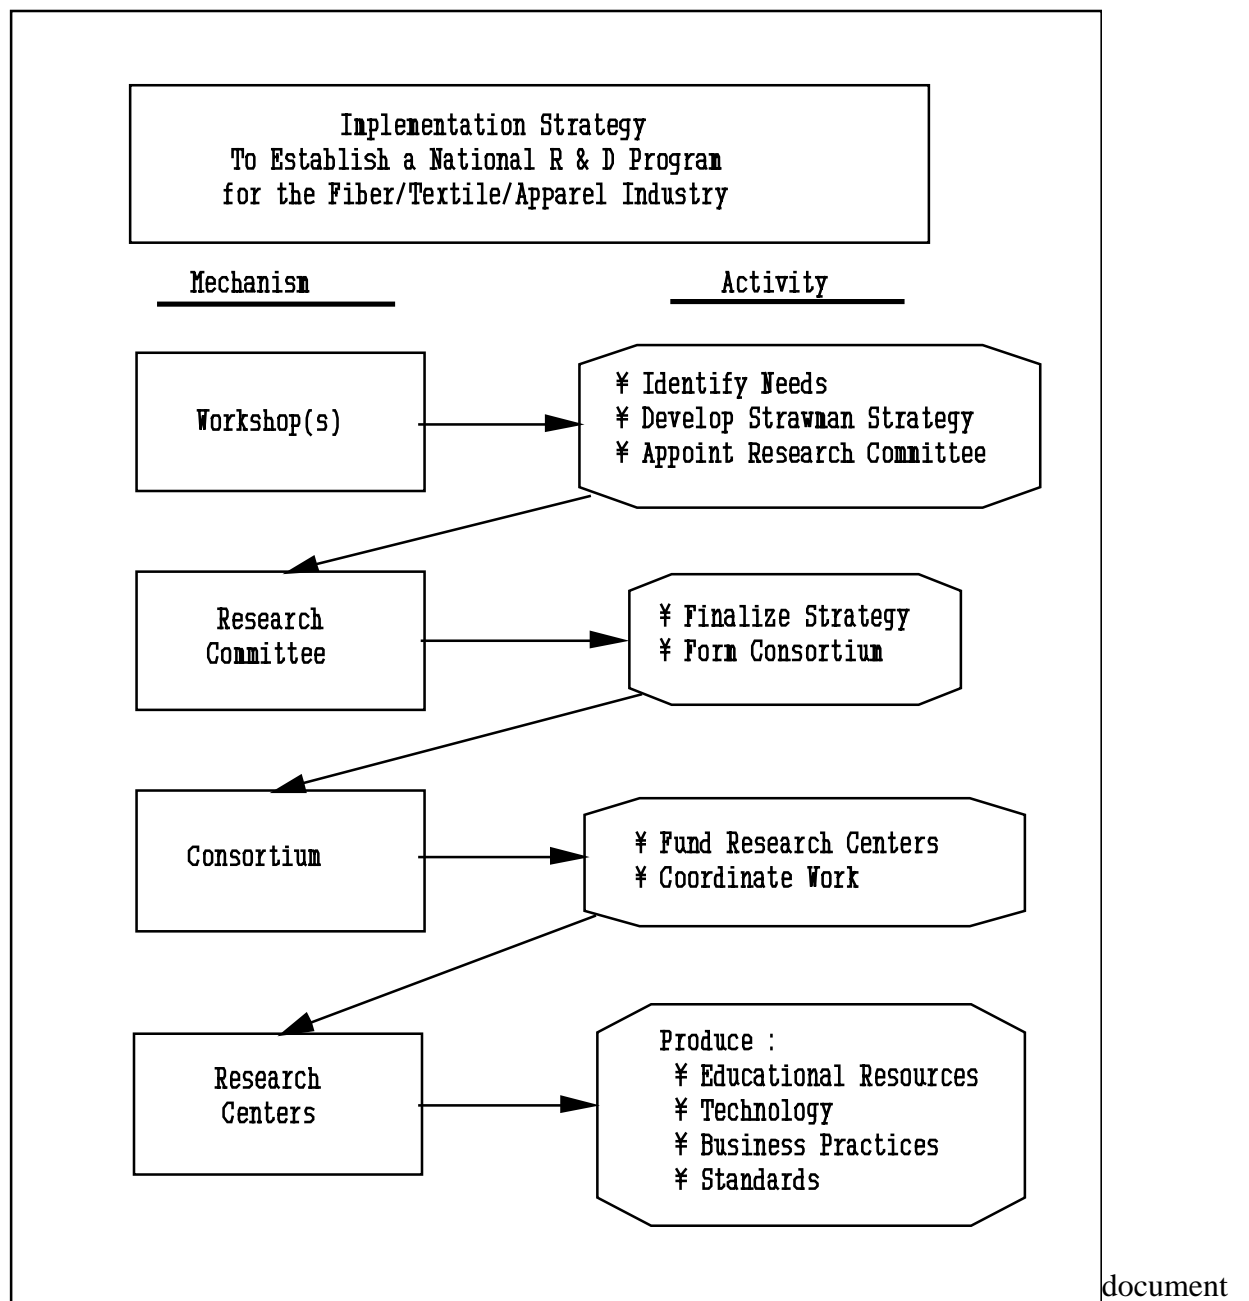 Implementation Strategy
To Establish a National R & D Program
for the Fiber/Textile/Apparel Industry
Mechanism
Activity
Workshop(s)
¥ Identify Needs
¥ Develop Strawman Strategy
¥ Appoint Research Committee
Research
Committee
¥ Finalize Strategy
¥ Form Consortium
Consortium
¥ Fund Research Centers
¥ Coordinate Work
Research
Centers
Produce :
¥ Educational Resources
¥ Technology
¥ Business Practices
¥ Standards
document